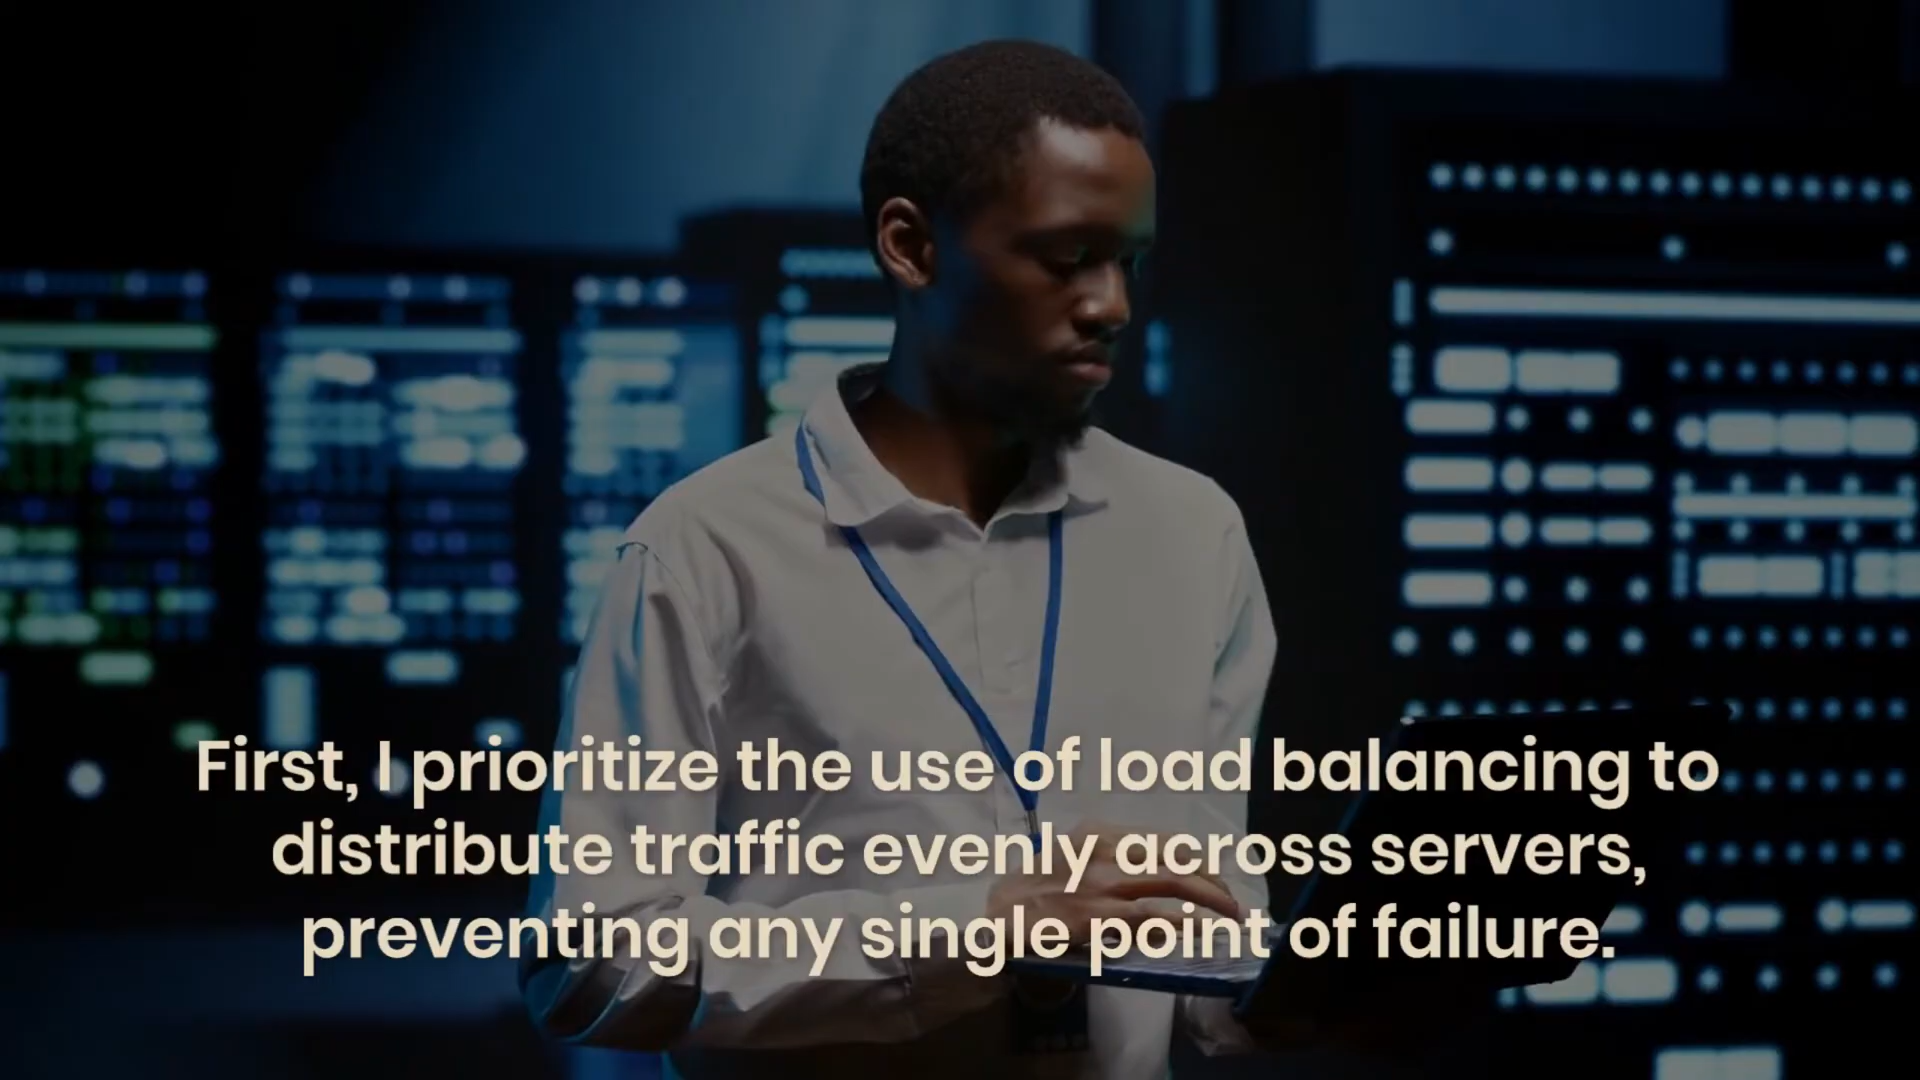 First, I prioritize the use of load balancing to
distribute traffic evenly across servers,
preventing any single point of failure.